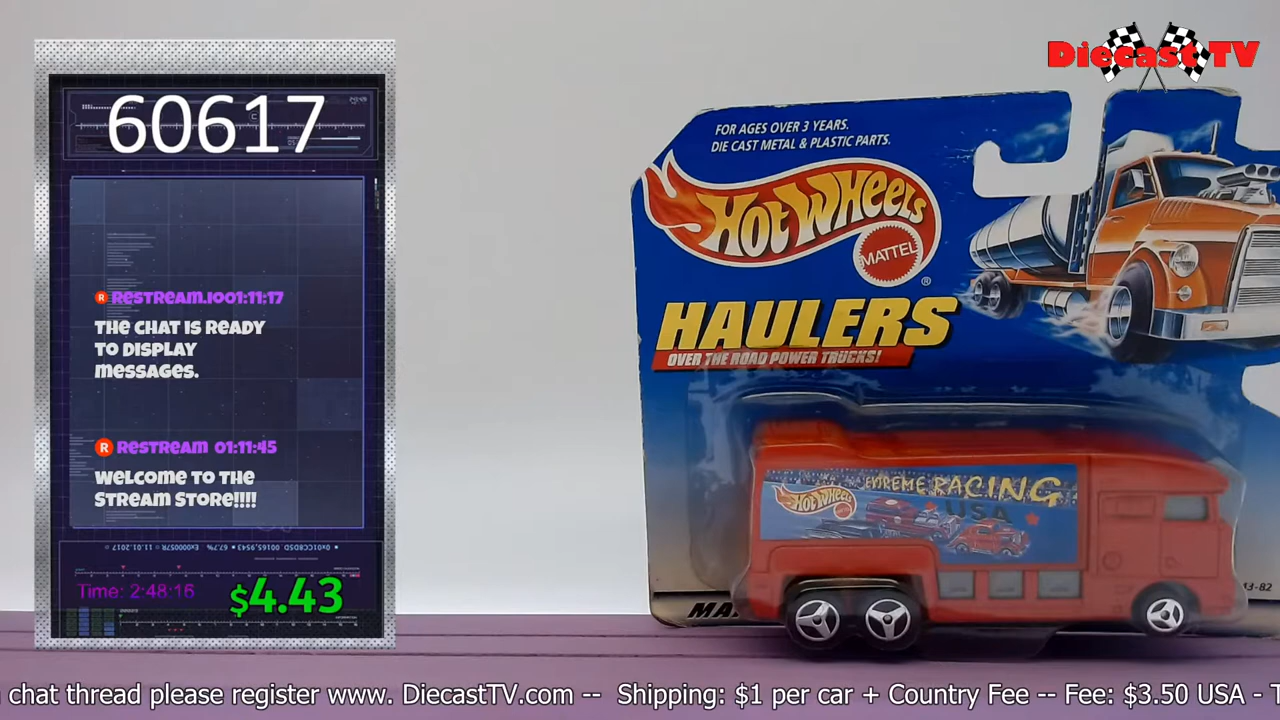 Diecast TV
60617
Restream.io 01:11:17
THE CHAT IS READY
TO DISPLAY
MESSAGES.
R Restream 01:11:45
WELCOME TO THE
STREAM STORE!!!!
Time: 2:48:16
$4.43
FOR AGES OVER 3 YEARS.
DIE CAST METAL & PLASTIC PARTS.
Hot Wheels
MATTEL
®
HAULERS
OVER THE ROAD POWER TRUCKS!
EXTREME RACING
USA
Hot Wheels
chat thread please register www. DiecastTV.com -- Shipping: $1 per car + Country Fee -- Fee: $3.50 USA - T